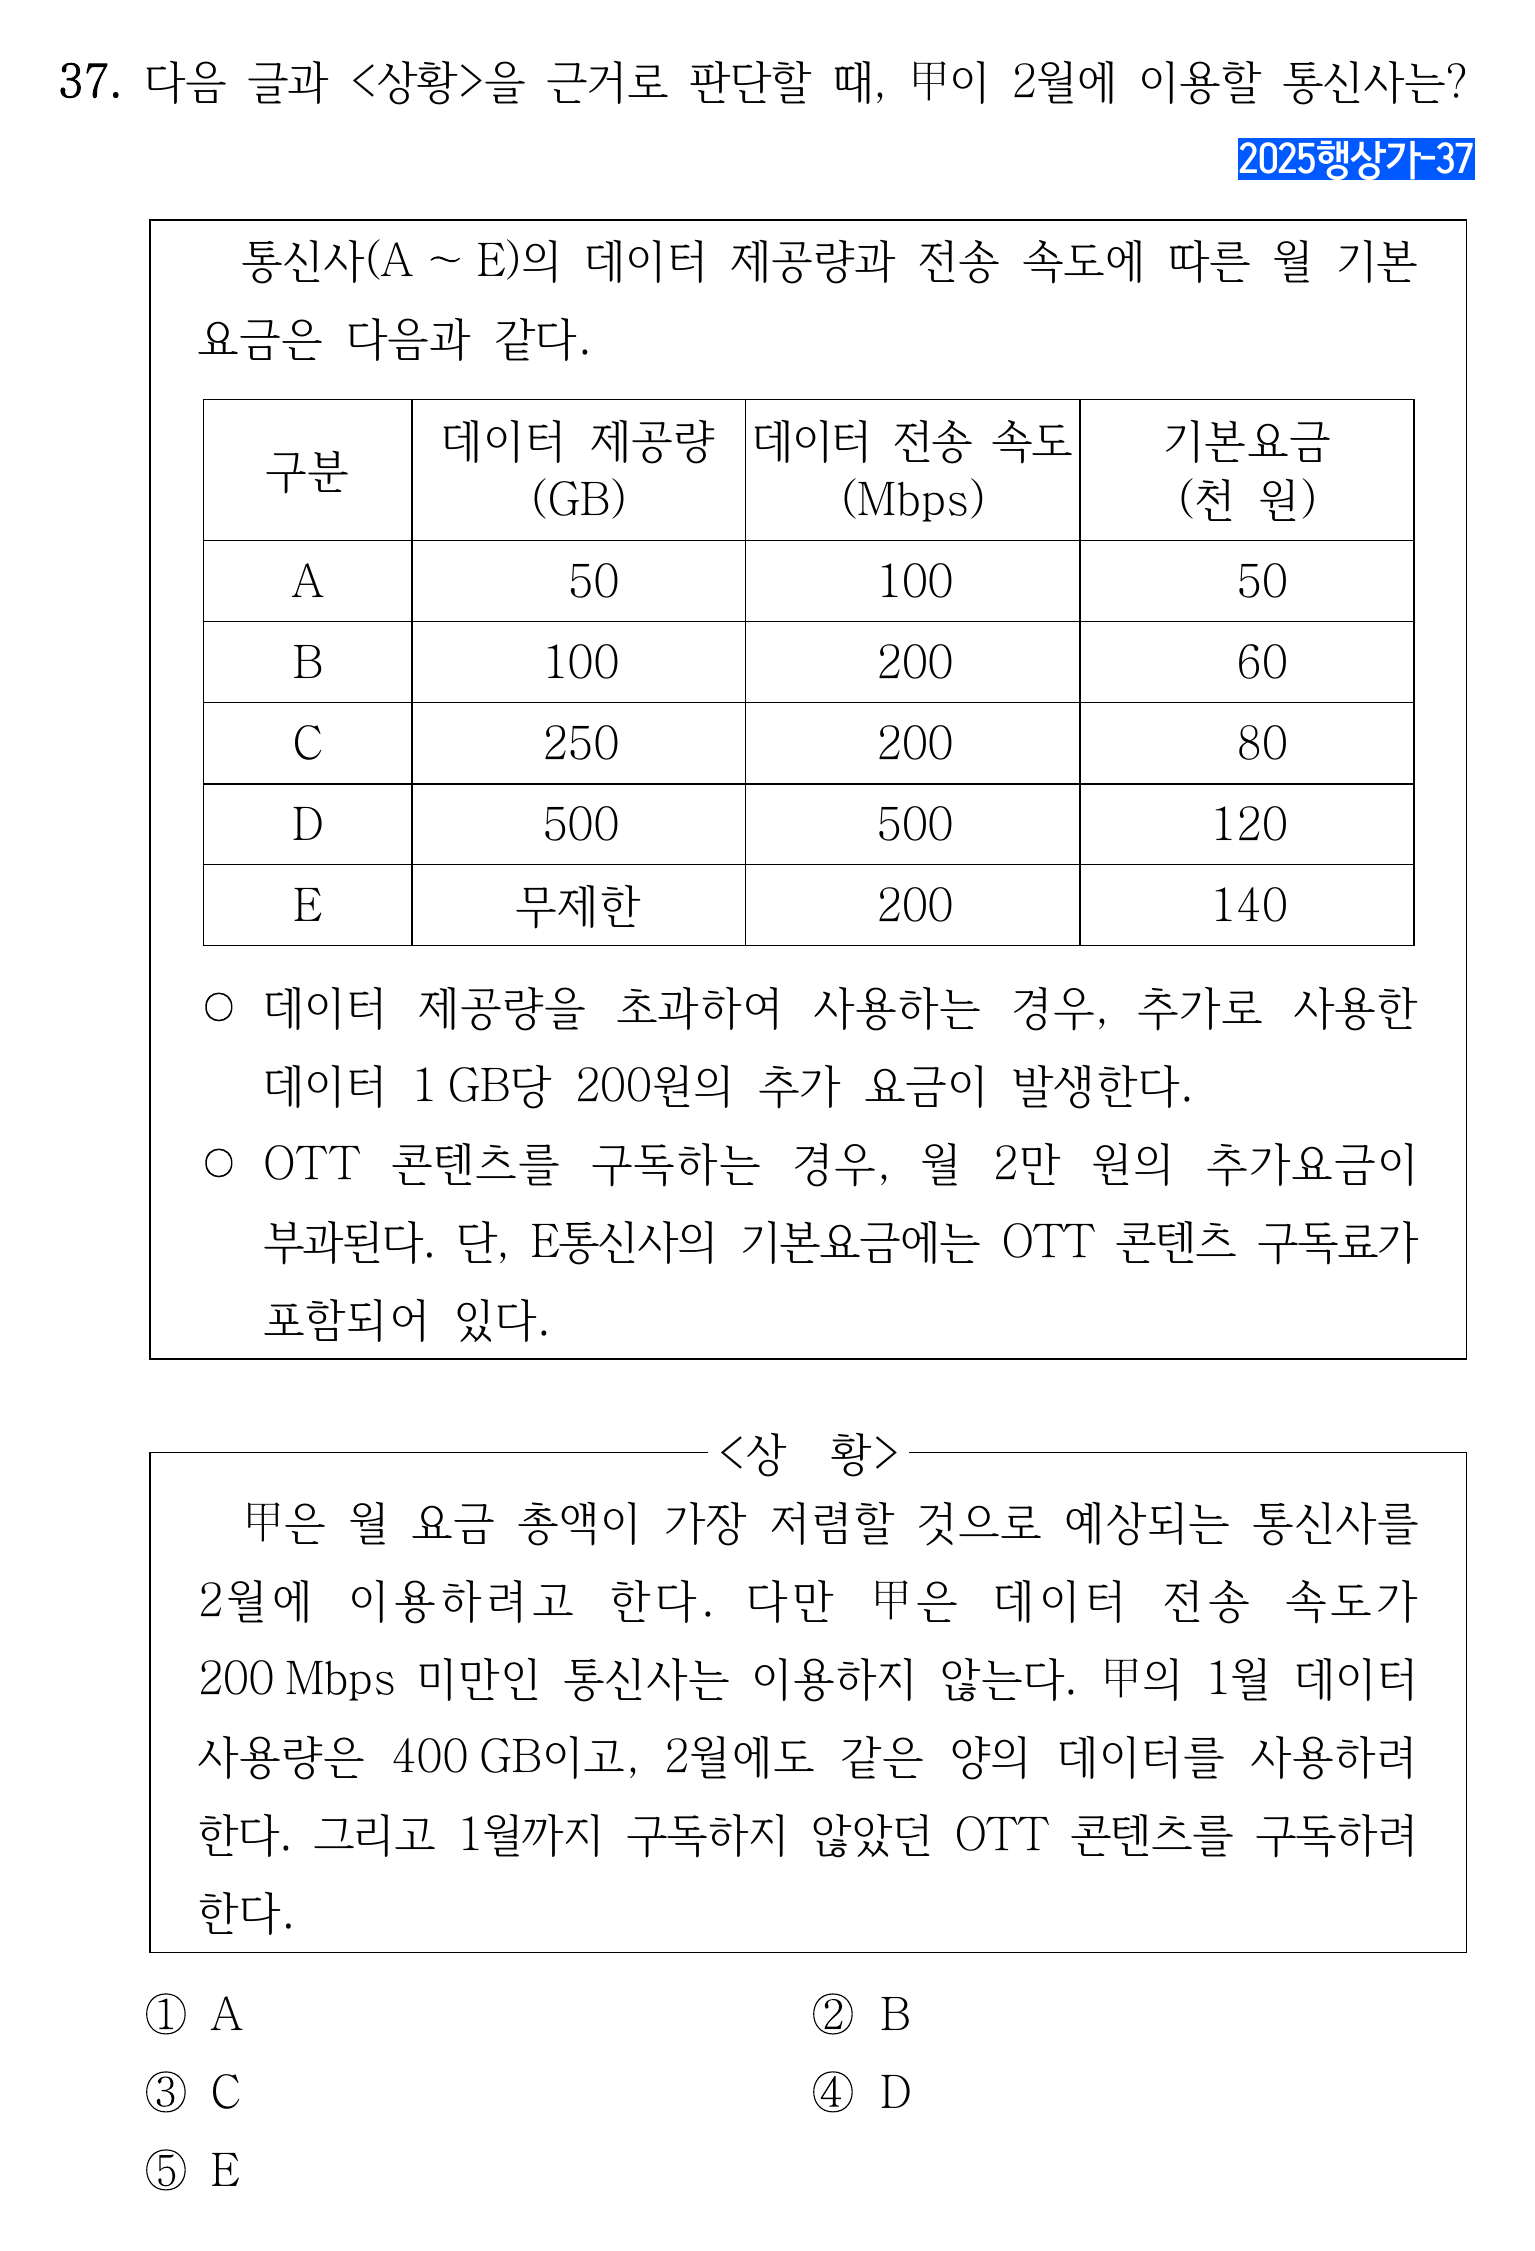 37. 다음 글과 <상황>을 근거로 판단할 때, 甲이 2월에 이용할 통신사는?
2025행상가-37
통신사(A ~ E)의 데이터 제공량과 전송 속도에 따른 월 기본
요금은 다음과 같다.
구분 데이터 제공량 (GB) 데이터 전송 속도 (Mbps) 기본요금 (천 원)
A 50 100 50
B 100 200 60
C 250 200 80
D 500 500 120
E 무제한 200 140
○ 데이터 제공량을 초과하여 사용하는 경우, 추가로 사용한
데이터 1 GB당 200원의 추가 요금이 발생한다.
○ OTT 콘텐츠를 구독하는 경우, 월 2만 원의 추가요금이
부과된다. 단, E통신사의 기본요금에는 OTT 콘텐츠 구독료가
포함되어 있다.
<상 황>
甲은 월 요금 총액이 가장 저렴할 것으로 예상되는 통신사를
2월에 이용하려고 한다. 다만 甲은 데이터 전송 속도가
200 Mbps 미만인 통신사는 이용하지 않는다. 甲의 1월 데이터
사용량은 400 GB이고, 2월에도 같은 양의 데이터를 사용하려
한다. 그리고 1월까지 구독하지 않았던 OTT 콘텐츠를 구독하려
한다.
① A ② B
③ C ④ D
⑤ E